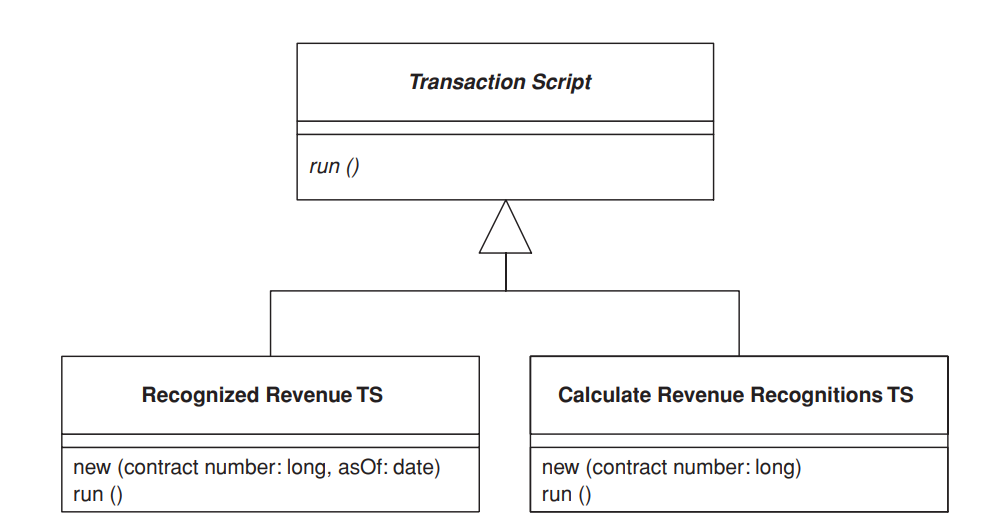 Transaction Script
run ()
Recognized Revenue TS
new (contract number: long, asOf: date)
run ()
Calculate Revenue Recognitions TS
new (contract number: long)
run ()